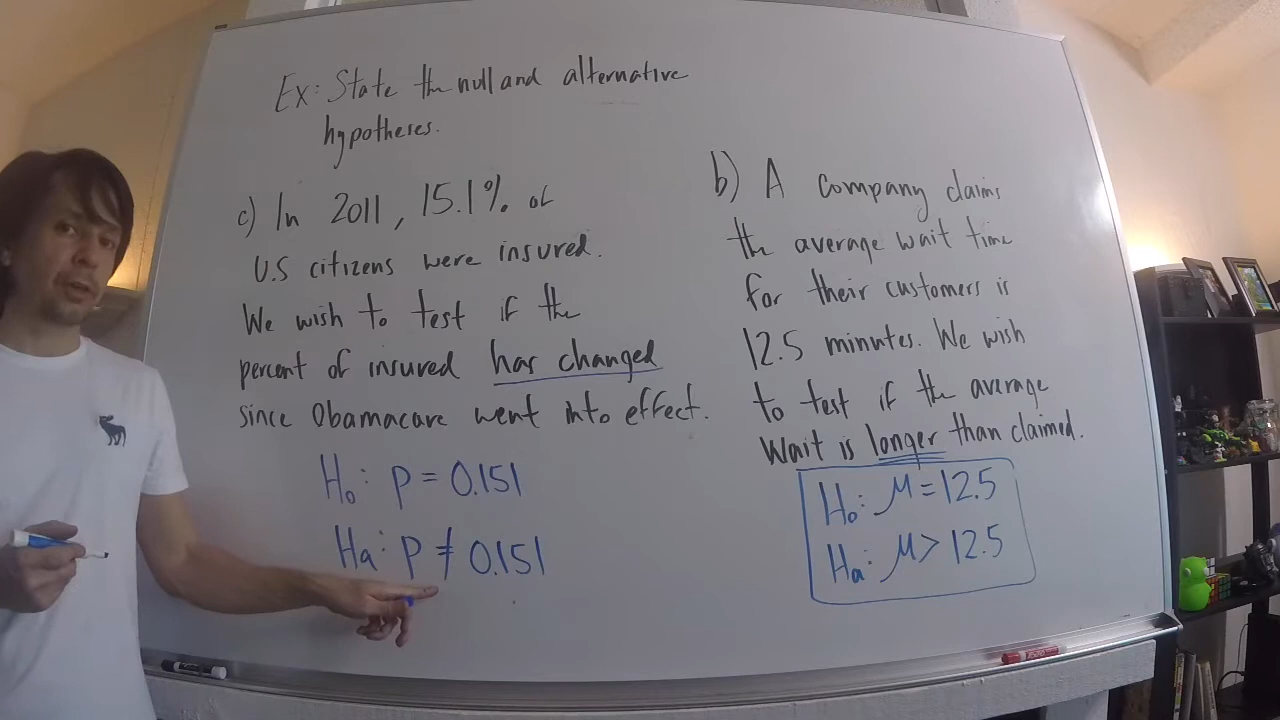 Ex: State the null and alternative
hypotheses.
c) In 2011, 15.1% of
U.S citizens were insured.
We wish to test if the
percent of insured has changed
since Obamacare went into effect.
H₀: p = 0.151
Ha: p ≠ 0.151
b) A company claims
the average wait time
for their customers is
12.5 minutes. We wish
to test if the average
Wait is longer than claimed.
H₀: μ = 12.5
Ha: μ > 12.5